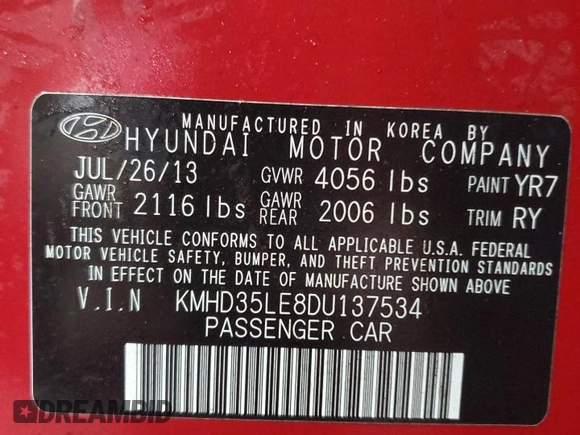 MANUFACTURED IN KOREA BY
HYUNDAI MOTOR COMPANY
JUL/26/13 GVWR 4056 lbs PAINT YR7
GAWR FRONT 2116 lbs GAWR REAR 2006 lbs TRIM RY
THIS VEHICLE CONFORMS TO ALL APPLICABLE U.S.A. FEDERAL
MOTOR VEHICLE SAFETY, BUMPER, AND THEFT PREVENTION STANDARDS
IN EFFECT ON THE DATE OF MANUFACTURE SHOWN ABOVE
V.I.N KMHD35LE8DU137534
PASSENGER CAR
DREAMBID